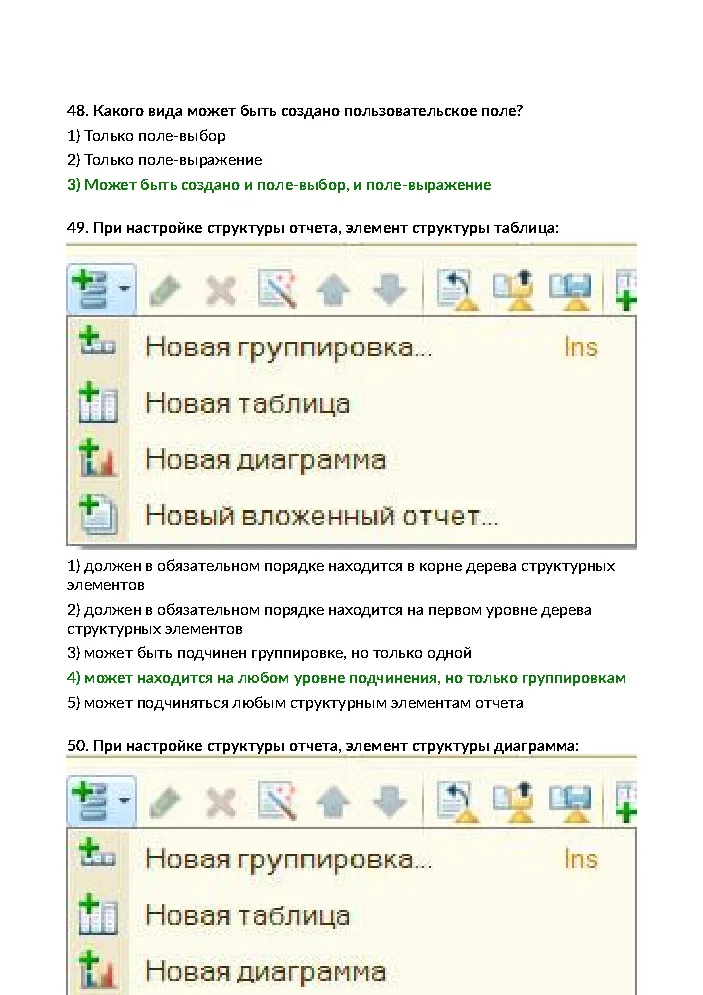 48. Какого вида может быть создано пользовательское поле?
1) Только поле-выбор
2) Только поле-выражение
3) Может быть создано и поле-выбор, и поле-выражение
49. При настройке структуры отчета, элемент структуры таблица:
Новая группировка... Ins
Новая таблица
Новая диаграмма
Новый вложенный отчет...
1) должен в обязательном порядке находится в корне дерева структурных
элементов
2) должен в обязательном порядке находится на первом уровне дерева
структурных элементов
3) может быть подчинен группировке, но только одной
4) может находится на любом уровне подчинения, но только группировкам
5) может подчиняться любым структурным элементам отчета
50. При настройке структуры отчета, элемент структуры диаграмма:
Новая группировка... Ins
Новая таблица
Новая диаграмма